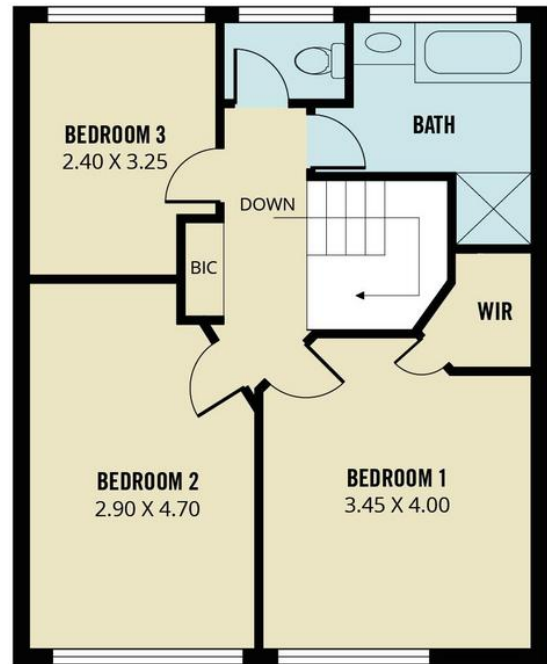 BEDROOM 3
2.40 X 3.25
BATH
DOWN
BIC
WIR
BEDROOM 2
2.90 X 4.70
BEDROOM 1
3.45 X 4.00